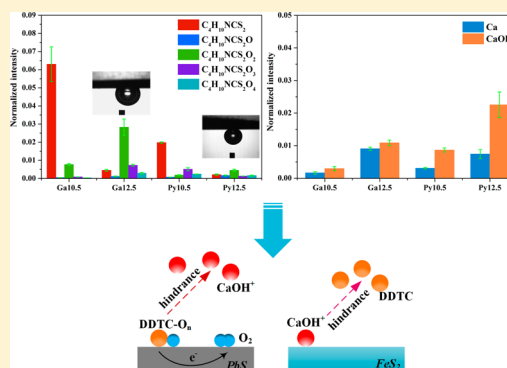 0.09
0.08
0.07
0.06
0.05
0.04
0.03
0.02
0.01
0.00
Normalized intensity
C₄H₁₀NCS₂
C₄H₁₀NCS₂O
C₄H₁₀NCS₂O₂
C₄H₁₀NCS₂O₃
C₄H₁₀NCS₂O₄
Ga10.5 Ga12.5 Py10.5 Py12.5
0.05
0.04
0.03
0.02
0.01
0.00
Normalized intensity
Ca
CaOH
Ga10.5 Ga12.5 Py10.5 Py12.5
hindrance
CaOH⁺
DDTC-Oₙ
O₂
e⁻
PbS
hindrance
DDTC
CaOH⁺
FeS₂